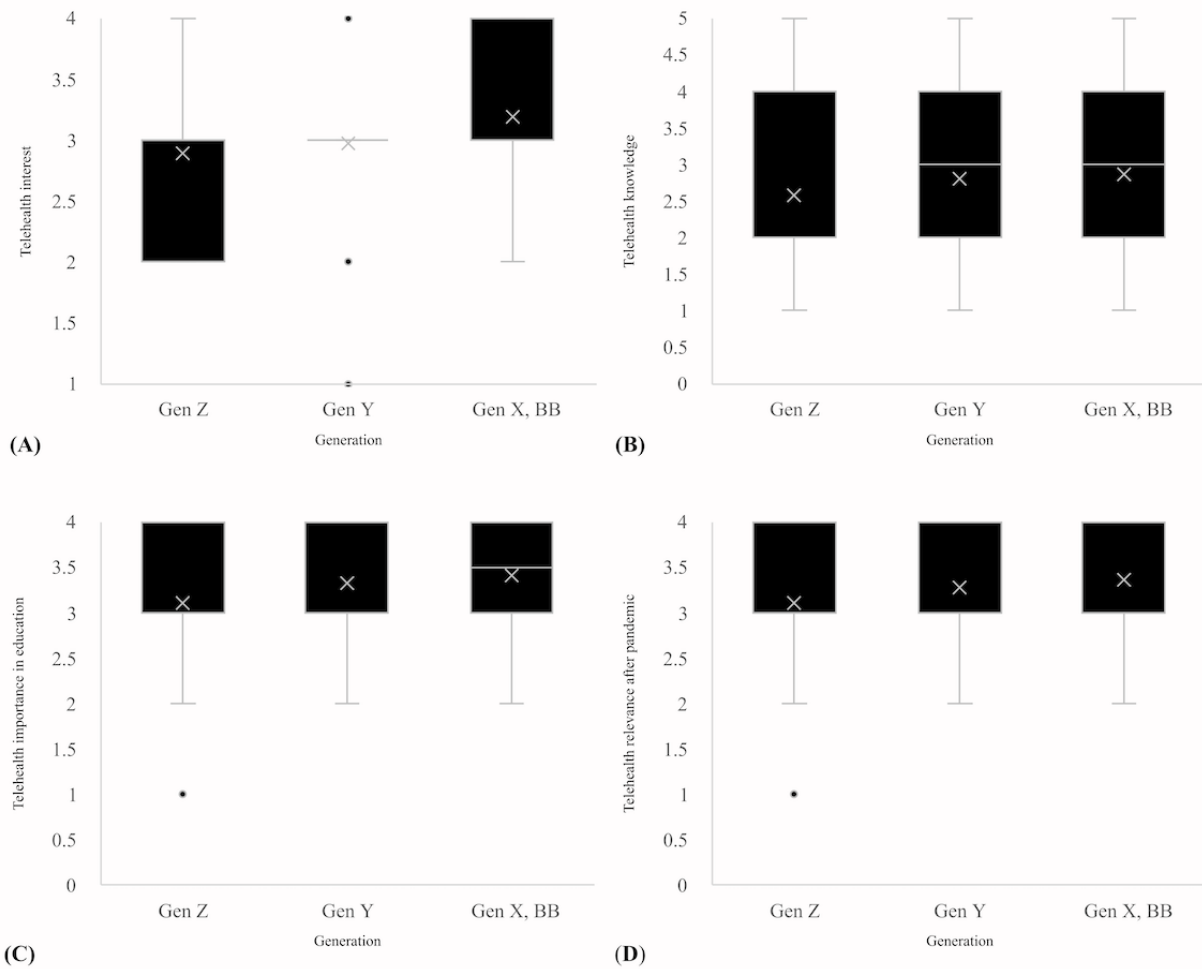 4
3.5
3
2.5
2
1.5
1
Telehealth interest
Gen Z Gen Y Gen X, BB
Generation
(A)
5
4.5
4
3.5
3
2.5
2
1.5
1
0.5
0
Telehealth knowledge
Gen Z Gen Y Gen X, BB
Generation
(B)
4
3.5
3
2.5
2
1.5
1
0.5
0
Telehealth importance in education
Gen Z Gen Y Gen X, BB
Generation
(C)
4
3.5
3
2.5
2
1.5
1
0.5
0
Telehealth relevance after pandemic
Gen Z Gen Y Gen X, BB
Generation
(D)